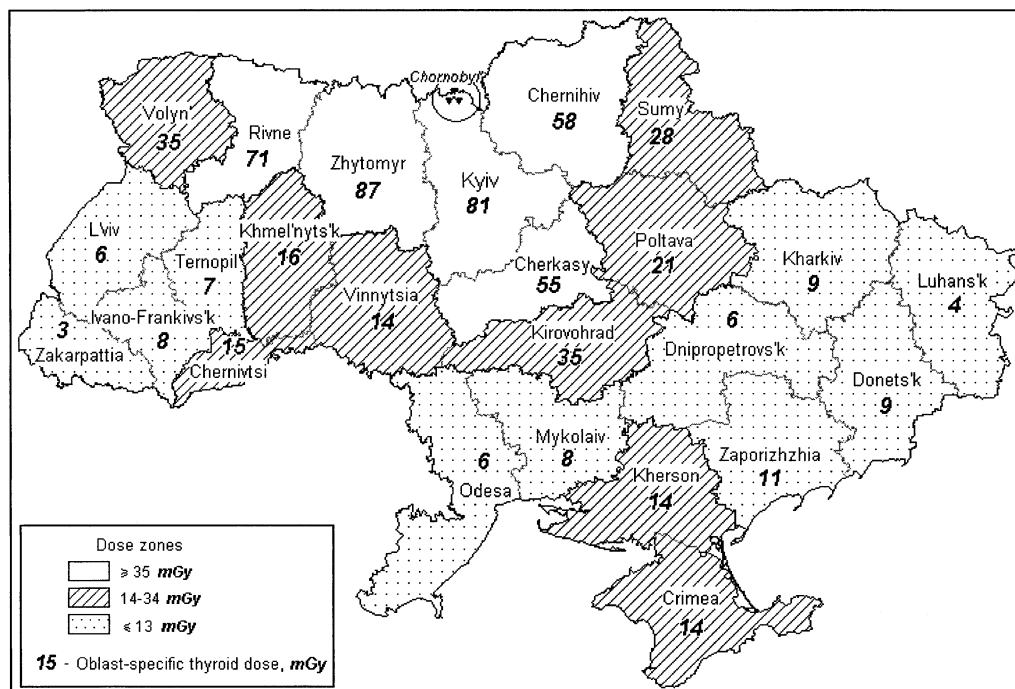 Chornobyl'
Chernihiv
58
Sumy
28
Volyn'
35
Rivne
71
Zhytomyr
87
Kyiv
81
L'viv
6
Ternopil'
7
Khmel'nyts'k
16
Vinnytsia
14
Cherkasy
55
Poltava
21
Kharkiv
9
Luhans'k
4
3
Zakarpattia
Ivano-Frankivs'k
8
15
Chernivtsi
Kirovohrad
35
6
Dnipropetrovs'k
Donets'k
9
6
Odesa
Mykolaiv
8
Kherson
14
Zaporizhzhia
11
Crimea
14
Dose zones
⩾ 35 mGy
14-34 mGy
⩽ 13 mGy
15 - Oblast-specific thyroid dose, mGy